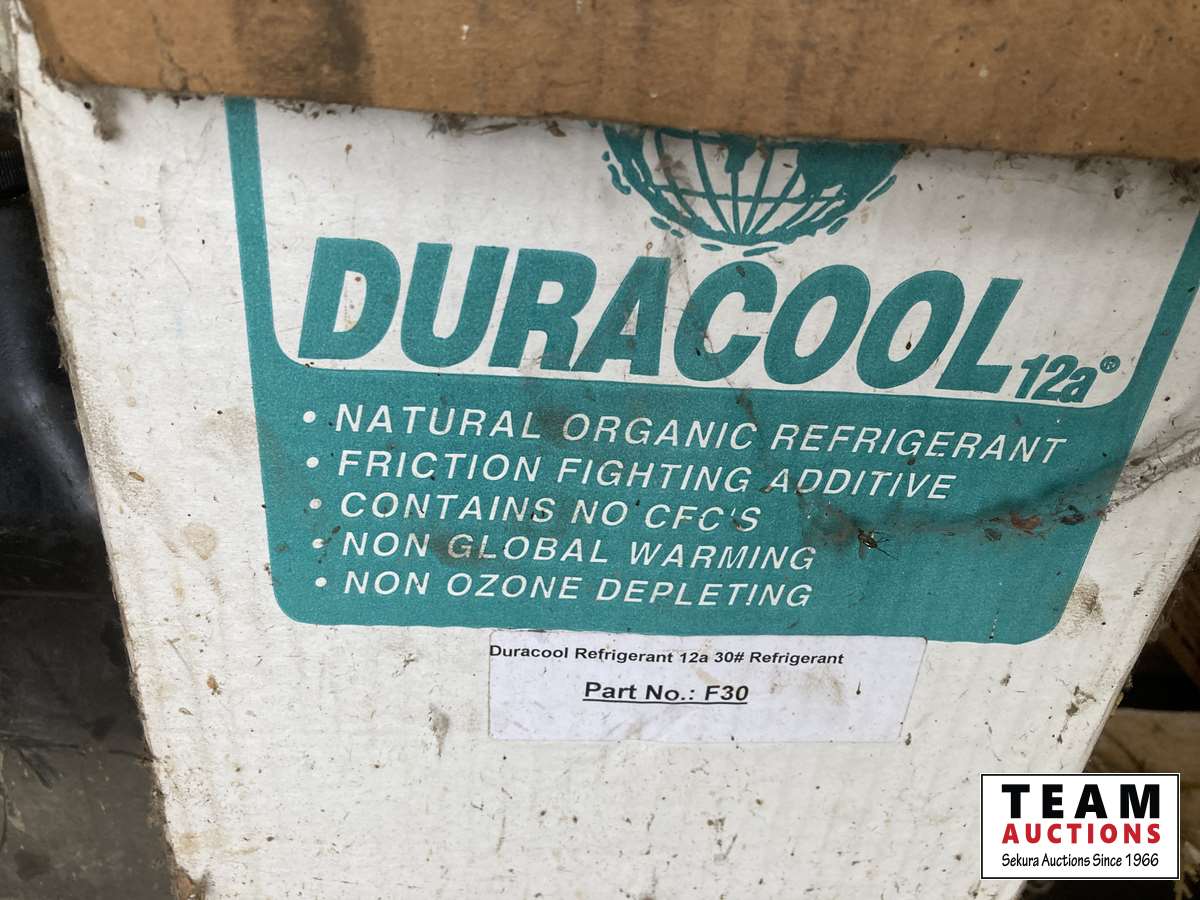 DURACOOL 12a®
• NATURAL ORGANIC REFRIGERANT
• FRICTION FIGHTING ADDITIVE
• CONTAINS NO CFC'S
• NON GLOBAL WARMING
• NON OZONE DEPLETING
Duracool Refrigerant 12a 30# Refrigerant
Part No.: F30
TEAM
AUCTIONS
Sekura Auctions Since 1966